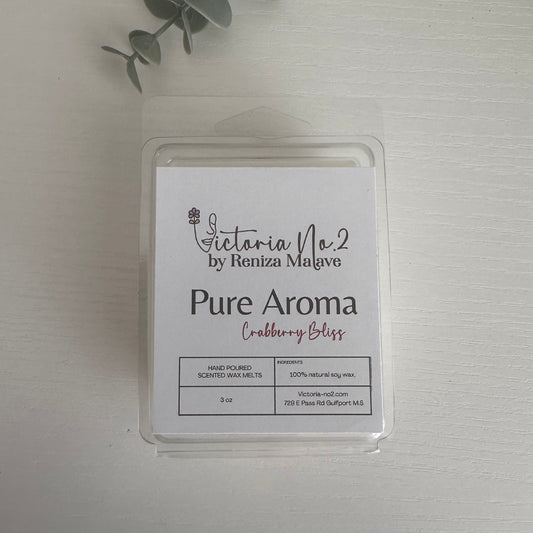 Victoria No.2
by Reniza Malave
Pure Aroma
Crabberry Bliss
HAND POURED
SCENTED WAX MELTS
INGREDIENTS
100% natural soy wax.
3 oz
Victoria-no2.com
729 E Pass Rd Gulfport M.S.